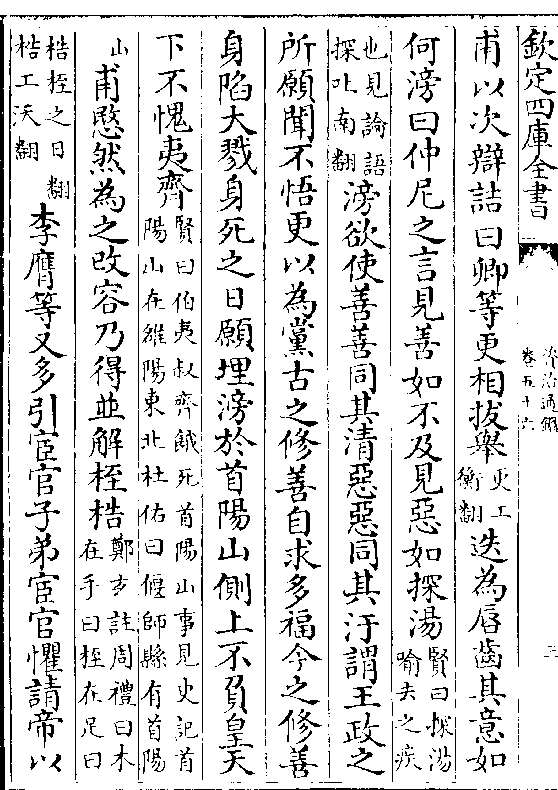 欽定四庫全書
資治通鑑
卷五十六
三
甫以次辯詰曰卿等更相拔舉更工衡翻迭為唇齒其意如
何滂曰仲尼之言見善如不及見惡如探湯賢曰探湯喻去之疾
也見論語探吐南翻滂欲使善善同其清惡惡同其汙謂王政之
所願聞不悟更以為黨古之修善自求多福今之修善
身陷大戮身死之日願埋滂於首陽山側上不負皇天
下不愧夷齊賢曰伯夷叔齊餓死首陽山事見史記首陽山在雒陽東北杜佑曰偃師縣有首陽
山甫愍然為之改容乃得並解桎梏鄭玄註周禮曰木在手曰桎在足曰
梏桎之日翻梏工沃翻李膺等又多引宦官子弟宦官懼請帝以